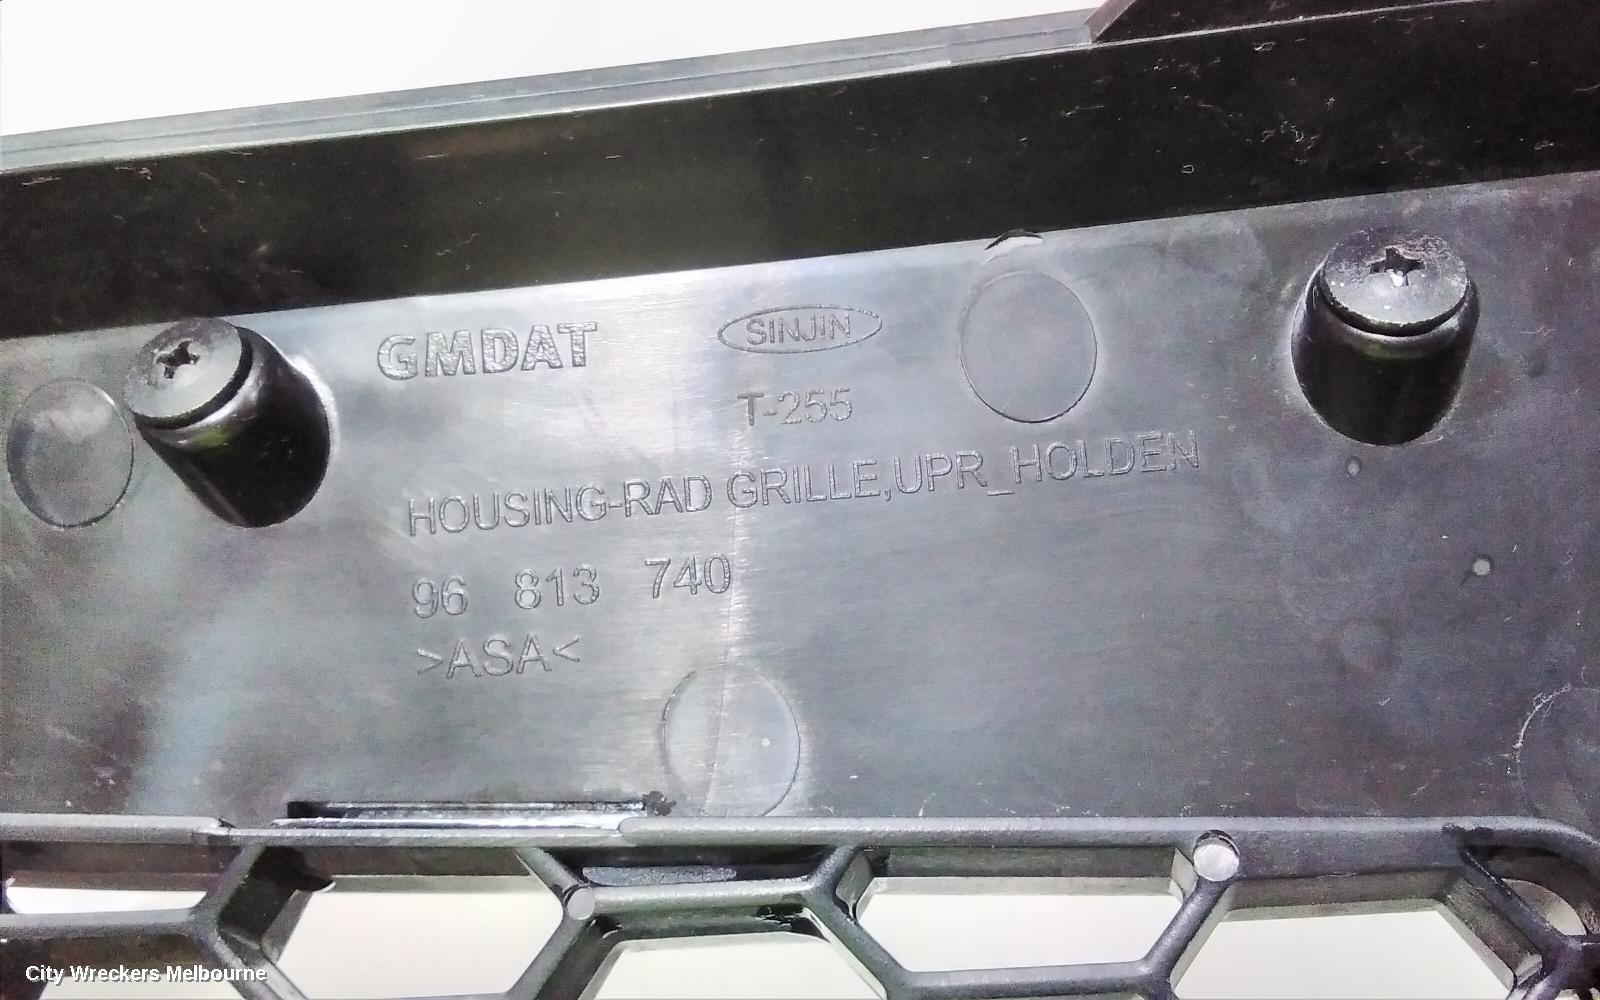 GMDAT
SINJIN
T-255
HOUSING-RAD GRILLE,UPR_HOLDEN
96 813 740
>ASA<
City Wreckers Melbourne